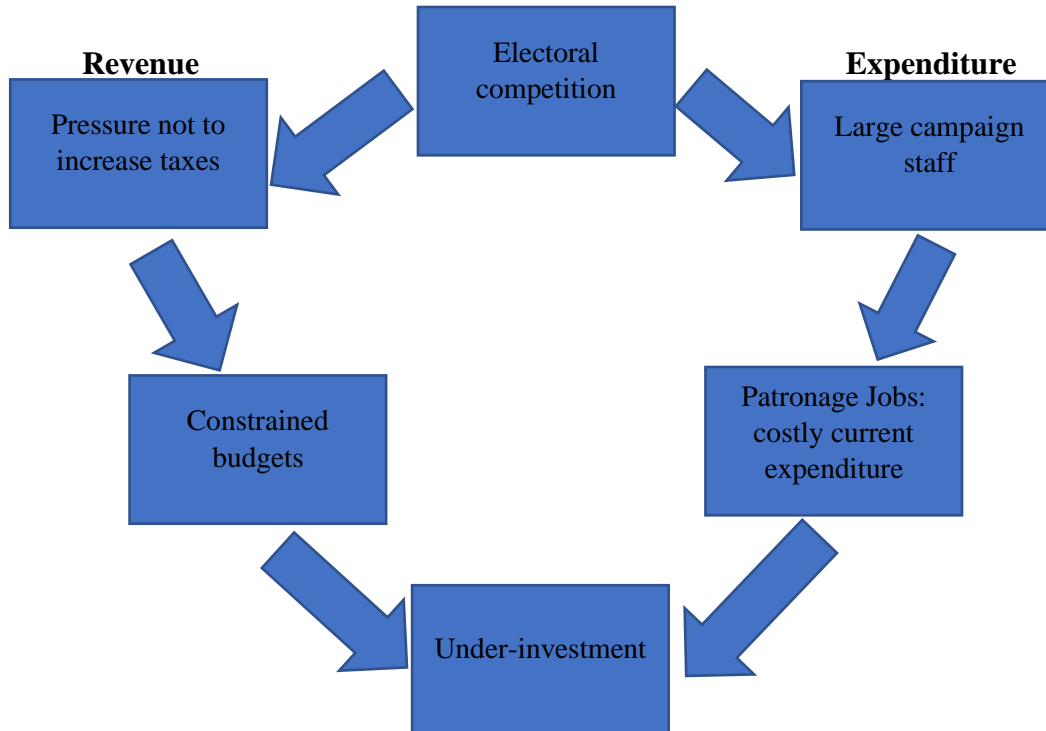 Electoral
competition
Revenue
Pressure not to
increase taxes
Expenditure
Large campaign
staff
Constrained
budgets
Patronage Jobs:
costly current
expenditure
Under-investment